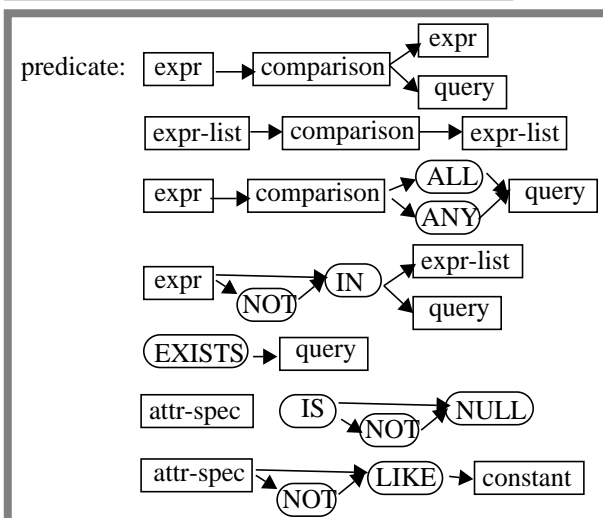 expr
predicate: expr comparison
query
expr-list comparison expr-list
ALL
expr comparison query
ANY
expr-list
expr IN
NOT query
EXISTS query
attr-spec IS NULL
NOT
attr-spec LIKE constant
NOT